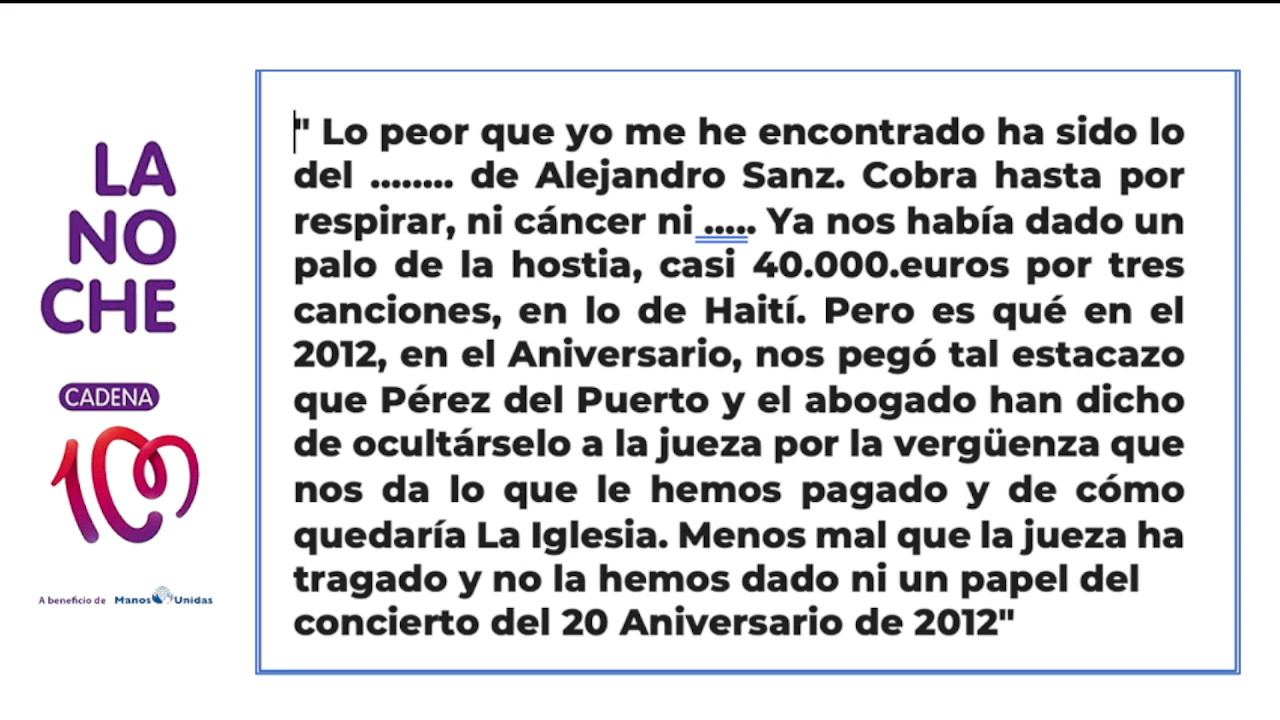 LA
NO
CHE
CADENA
100
A beneficio de Manos Unidas
" Lo peor que yo me he encontrado ha sido lo
del ........ de Alejandro Sanz. Cobra hasta por
respirar, ni cáncer ni ..... Ya nos había dado un
palo de la hostia, casi 40.000.euros por tres
canciones, en lo de Haití. Pero es qué en el
2012, en el Aniversario, nos pegó tal estacazo
que Pérez del Puerto y el abogado han dicho
de ocultárselo a la jueza por la vergüenza que
nos da lo que le hemos pagado y de cómo
quedaría La Iglesia. Menos mal que la jueza ha
tragado y no la hemos dado ni un papel del
concierto del 20 Aniversario de 2012"